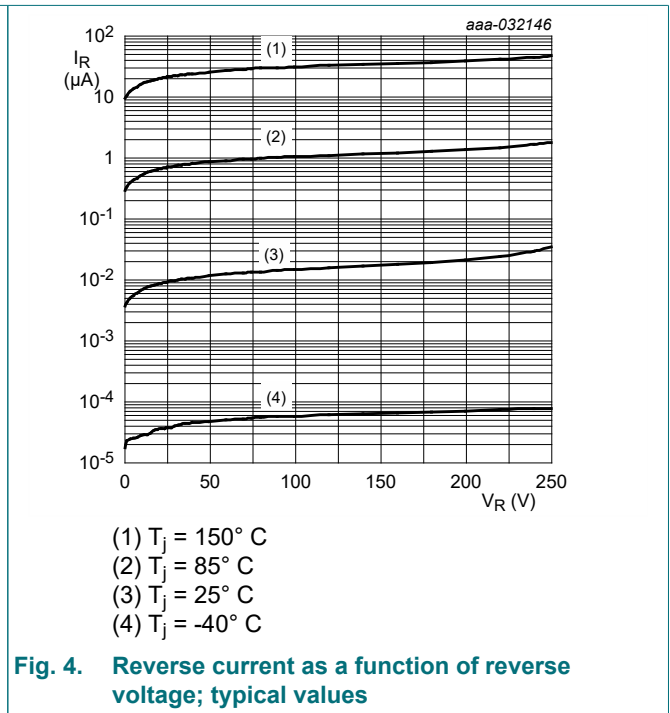 aaa-032146
I_R
(µA)
10²
10
1
10⁻¹
10⁻²
10⁻³
10⁻⁴
10⁻⁵
(1)
(2)
(3)
(4)
0 50 100 150 200 250
V_R (V)
(1) T_j = 150° C
(2) T_j = 85° C
(3) T_j = 25° C
(4) T_j = -40° C
Fig. 4. Reverse current as a function of reverse
voltage; typical values